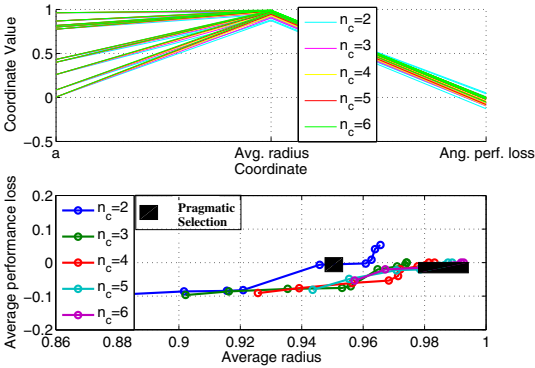 Coordinate Value
1
0.5
0
−0.5
a
Avg. radius
Ang. perf. loss
Coordinate
n_c=2
n_c=3
n_c=4
n_c=5
n_c=6
Average performance loss
0.2
0.1
0
−0.1
−0.2
n_c=2
n_c=3
n_c=4
n_c=5
n_c=6
Pragmatic
Selection
0.86
0.88
0.9
0.92
0.94
0.96
0.98
1
Average radius